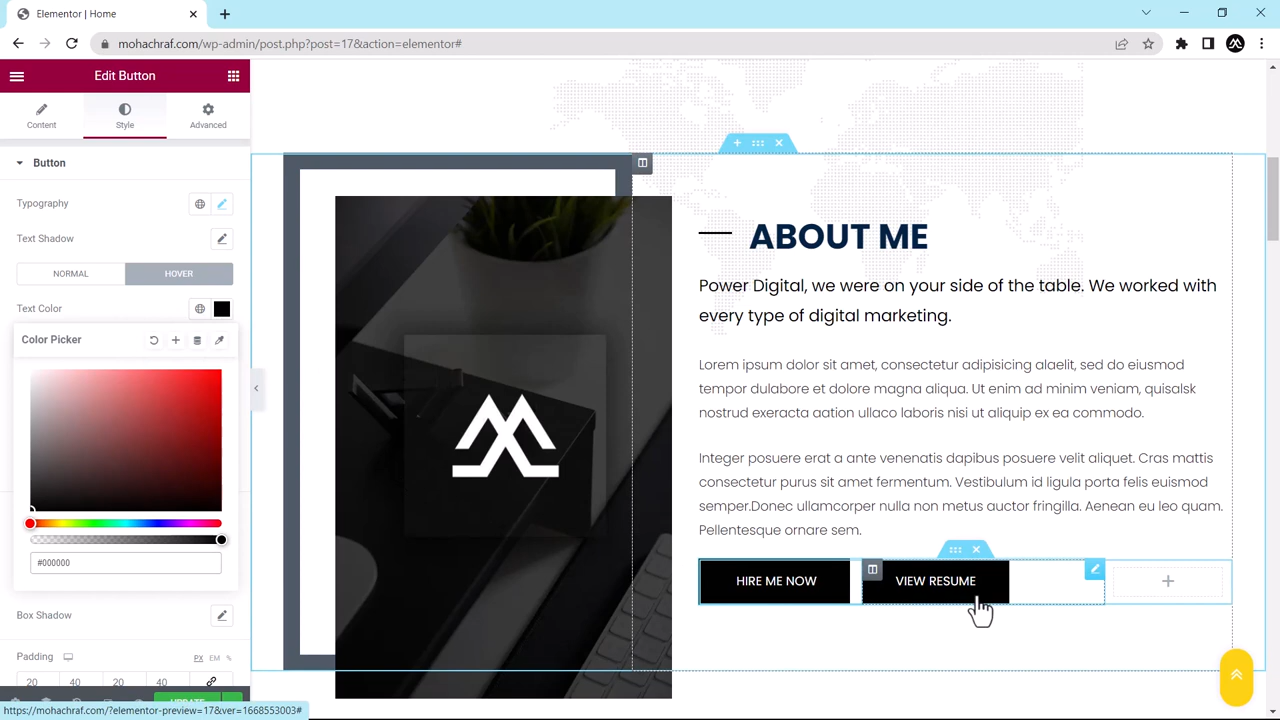 Elementor | Home
mohachraf.com/wp-admin/post.php?post=17&action=elementor#
Edit Button
Content
Style
Advanced
Button
Typography
Text Shadow
NORMAL
HOVER
Text Color
Color Picker
#000000
Box Shadow
Padding
PX
EM
%
20
40
20
40
UPDATE
https://mohachraf.com/?elementor-preview=17&ver=1668553003#
ABOUT ME
Power Digital, we were on your side of the table. We worked with
every type of digital marketing.
Lorem ipsum dolor sit amet, consectetur adipisicing alaelit, sed do eiusmod
tempor dulabore et dolore magna aliqua. Ut enim ad minim veniam, quisalsk
nostrud exeracta aation ullaco laboris nisi ut aliquip ex ea commodo.
Integer posuere erat a ante venenatis dapibus posuere velit aliquet. Cras mattis
consectetur purus sit amet fermentum. Vestibulum id ligula porta felis euismod
semper.Donec ullamcorper nulla non metus auctor fringilla. Aenean eu leo quam.
Pellentesque ornare sem.
HIRE ME NOW
VIEW RESUME